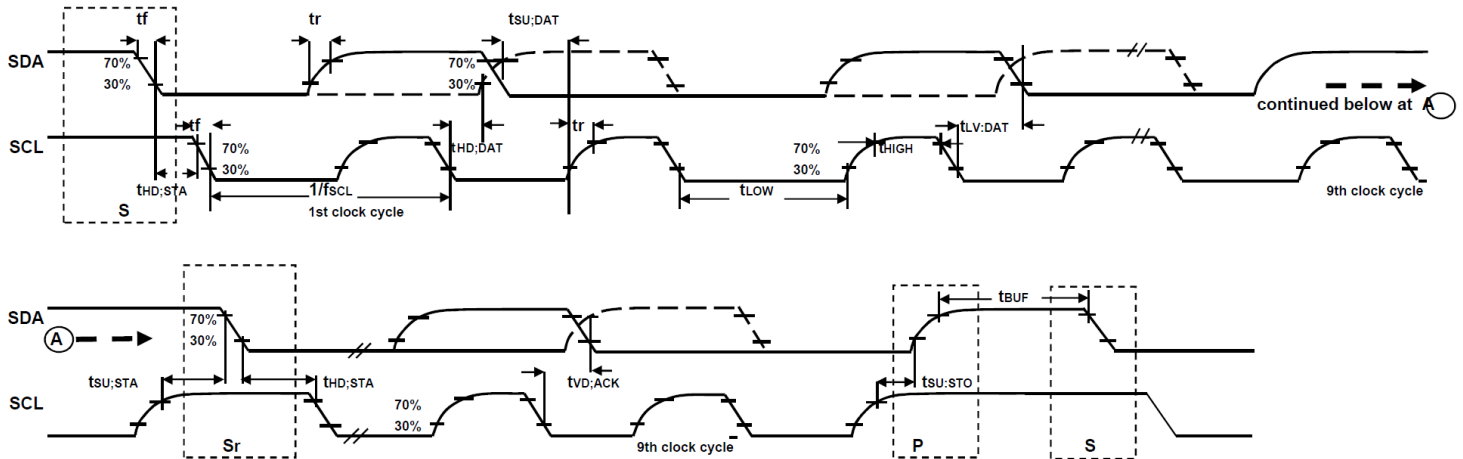 tf
tr
tSU;DAT
SDA
70%
30%
70%
30%
continued below at A
tf
tHD;DAT
tr
tLV:DAT
SCL
70%
30%
70%
30%
tHIGH
tHD;STA
1/fSCL
tLOW
S
1st clock cycle
9th clock cycle
SDA
70%
30%
tBUF
A
tSU;STA
tHD;STA
tVD;ACK
tSU:STO
SCL
70%
30%
Sr
9th clock cycle
P
S